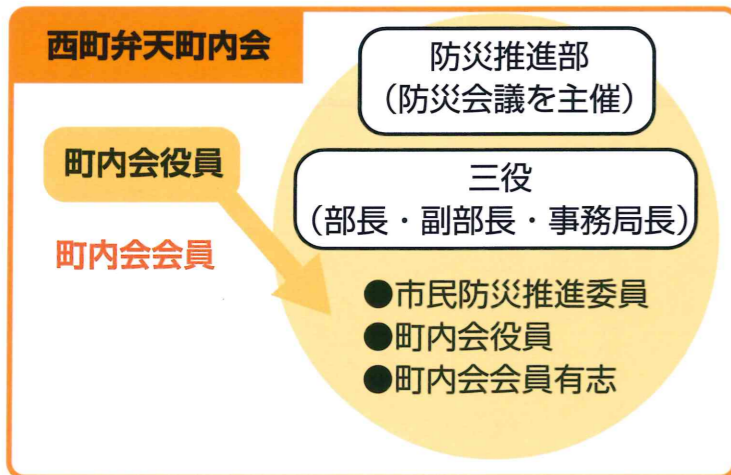 西町弁天町内会
防災推進部
(防災会議を主催)
町内会役員
三役
(部長・副部長・事務局長)
町内会会員
●市民防災推進委員
●町内会役員
●町内会会員有志